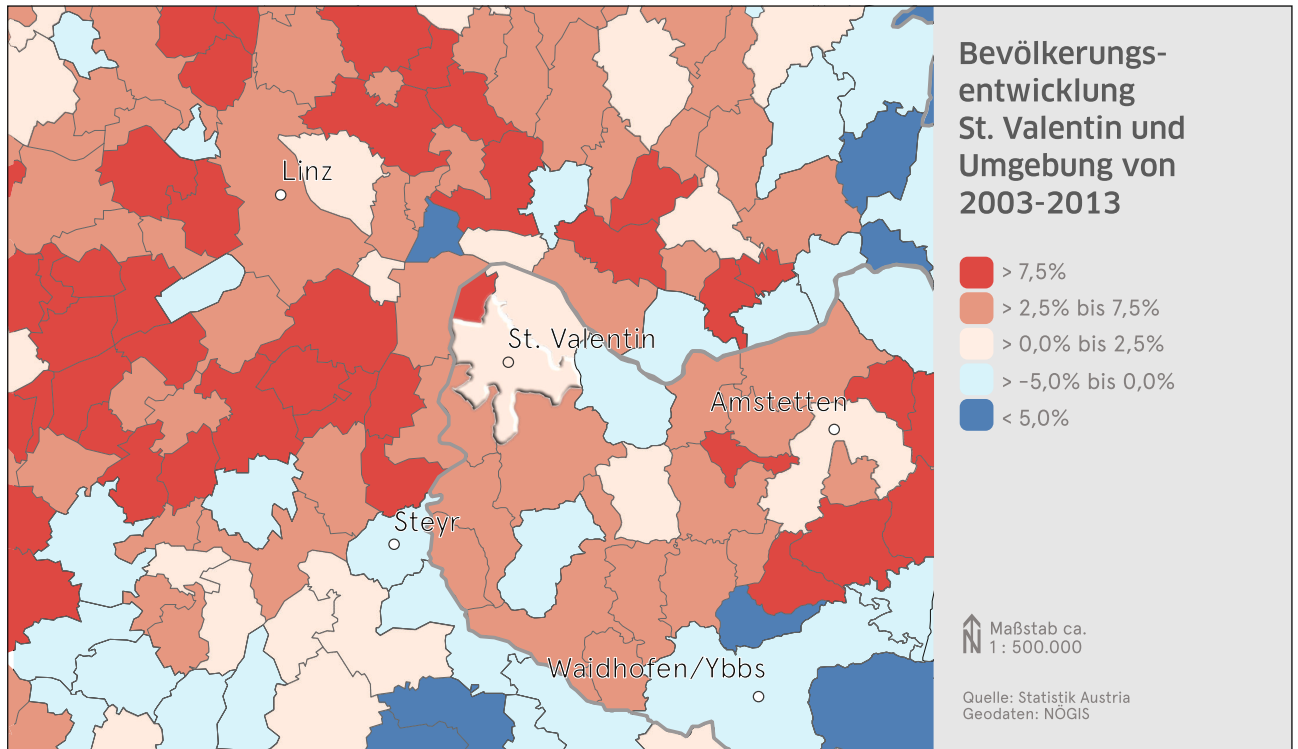 Bevölkerungs-
entwicklung
St. Valentin und
Umgebung von
2003-2013
> 7,5%
> 2,5% bis 7,5%
> 0,0% bis 2,5%
> -5,0% bis 0,0%
< 5,0%
Linz
St. Valentin
Amstetten
Steyr
Waidhofen/Ybbs
N
Maßstab ca.
1 : 500.000
Quelle: Statistik Austria
Geodaten: NÖGIS